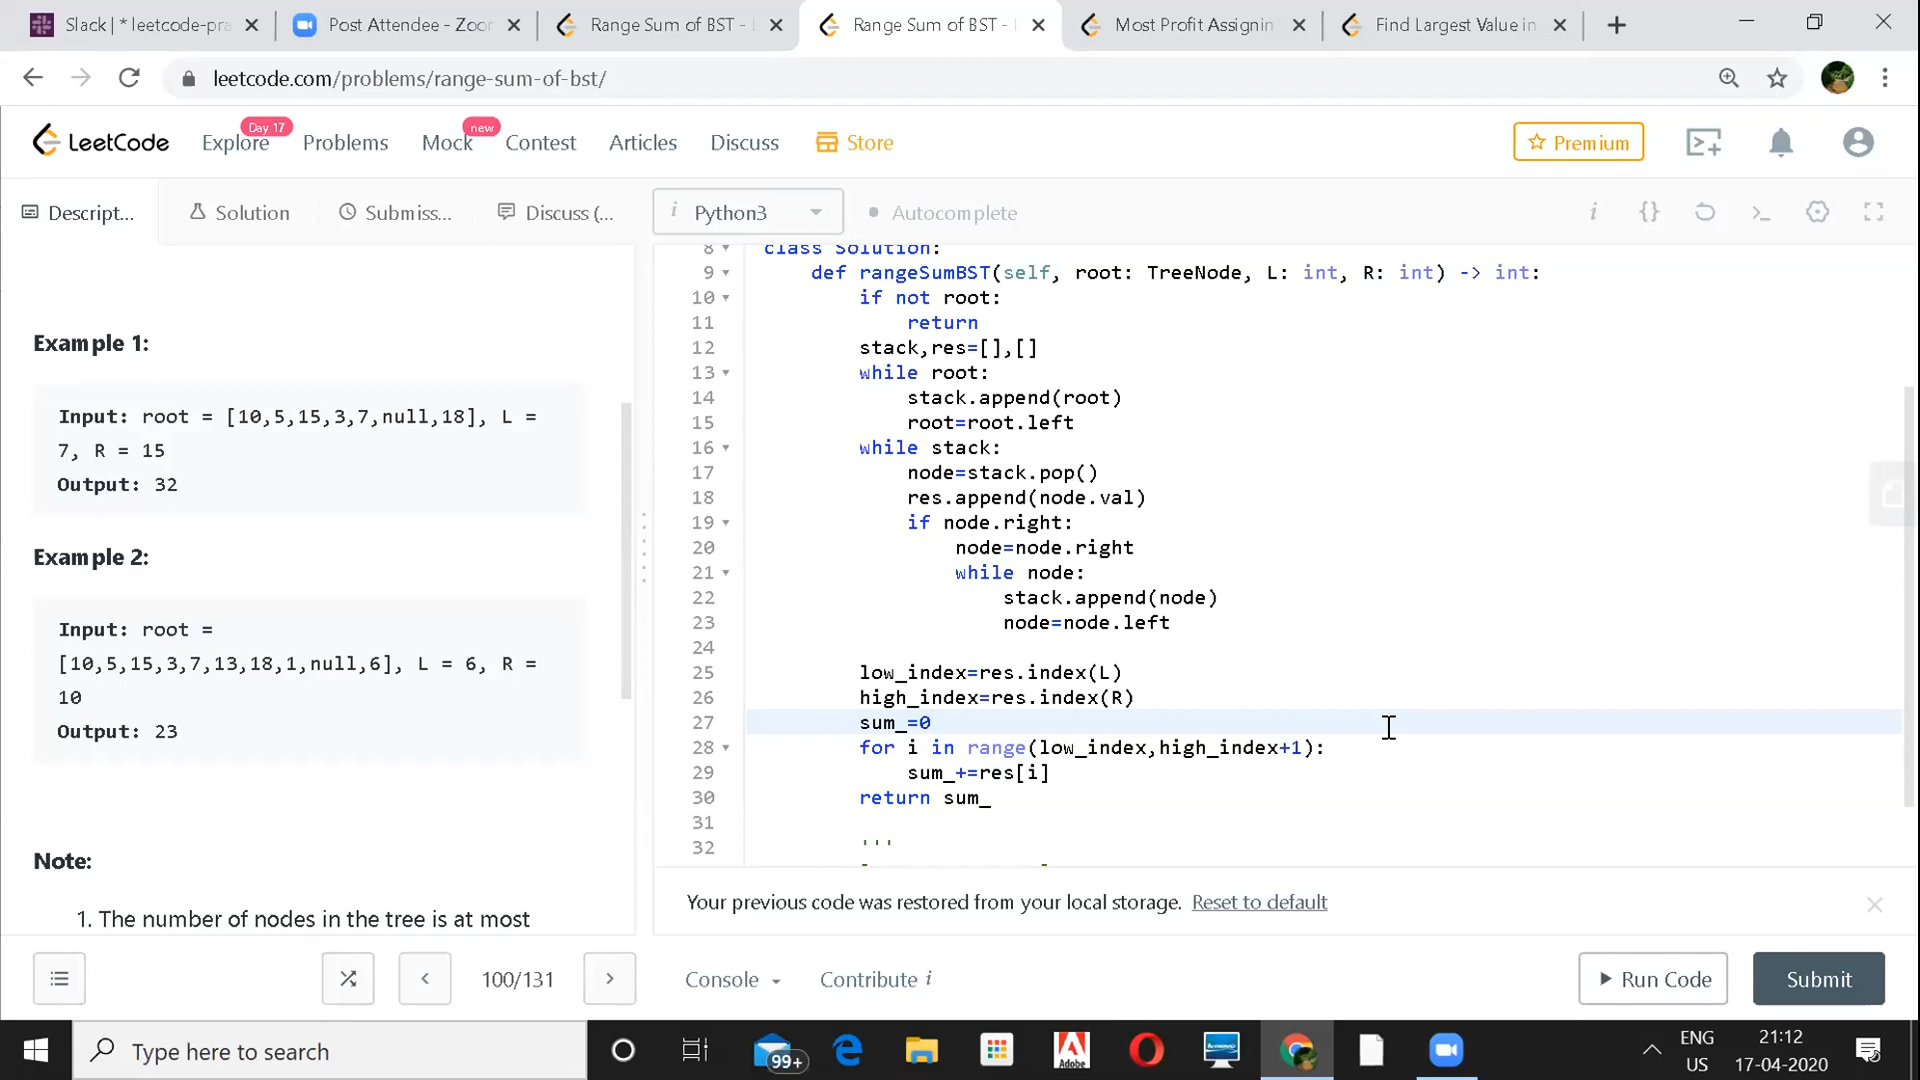 Slack | * leetcode-pra
Post Attendee - Zoom
Range Sum of BST -
Range Sum of BST -
Most Profit Assigning
Find Largest Value in
leetcode.com/problems/range-sum-of-bst/
LeetCode
Explore
Day 17
Problems
Mock
new
Contest
Articles
Discuss
Store
Premium
Descript...
Solution
Submiss...
Discuss (...
i Python3
Autocomplete
Example 1:
Input: root = [10,5,15,3,7,null,18], L =
7, R = 15
Output: 32
Example 2:
Input: root =
[10,5,15,3,7,13,18,1,null,6], L = 6, R =
10
Output: 23
Note:
1. The number of nodes in the tree is at most
8 class Solution:
9 def rangeSumBST(self, root: TreeNode, L: int, R: int) -> int:
10 if not root:
11 return
12 stack,res=[],[]
13 while root:
14 stack.append(root)
15 root=root.left
16 while stack:
17 node=stack.pop()
18 res.append(node.val)
19 if node.right:
20 node=node.right
21 while node:
22 stack.append(node)
23 node=node.left
24
25 low_index=res.index(L)
26 high_index=res.index(R)
27 sum_=0
28 for i in range(low_index,high_index+1):
29 sum_+=res[i]
30 return sum_
31
32 '''
Your previous code was restored from your local storage. Reset to default
100/131
Console
Contribute i
Run Code
Submit
Type here to search
99+
Adobe
ENG
US
21:12
17-04-2020